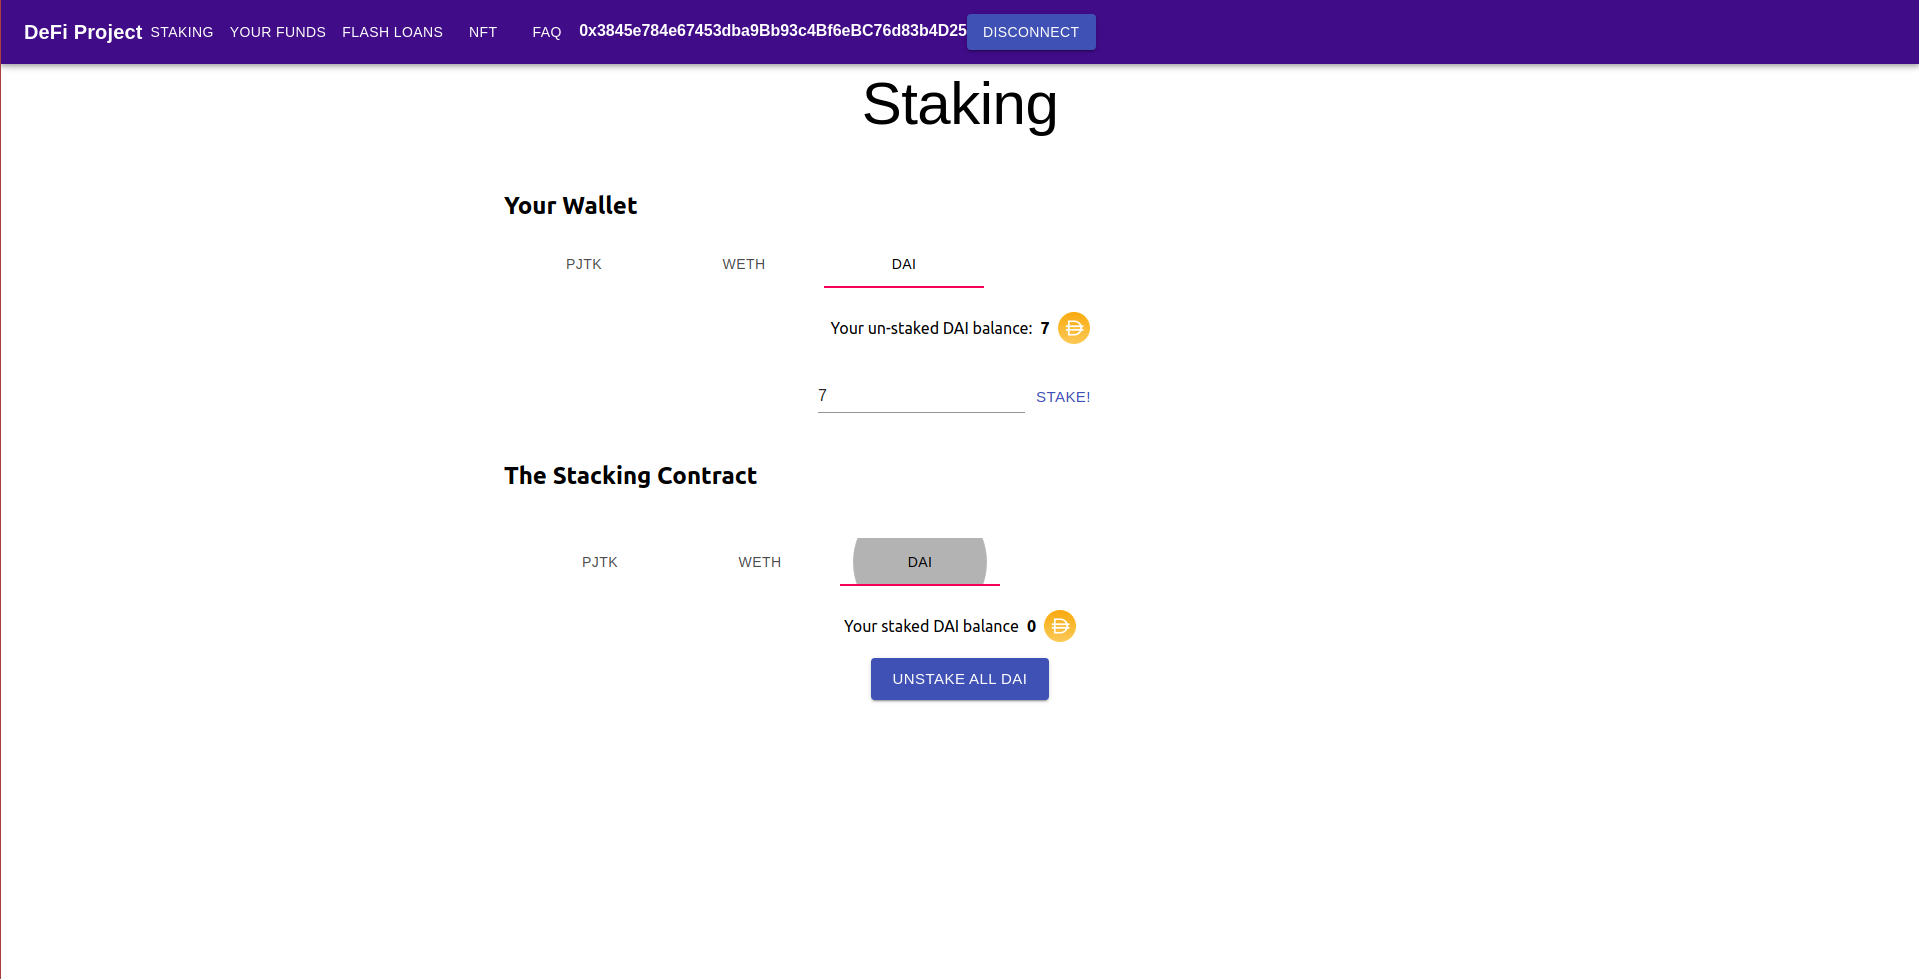 DeFi Project STAKING YOUR FUNDS FLASH LOANS NFT FAQ 0x3845e784e67453dba9Bb93c4Bf6eBC76d83b4D25 DISCONNECT
Staking
Your Wallet
PJTK WETH DAI
Your un-staked DAI balance: 7
7 STAKE!
The Stacking Contract
PJTK WETH DAI
Your staked DAI balance 0
UNSTAKE ALL DAI